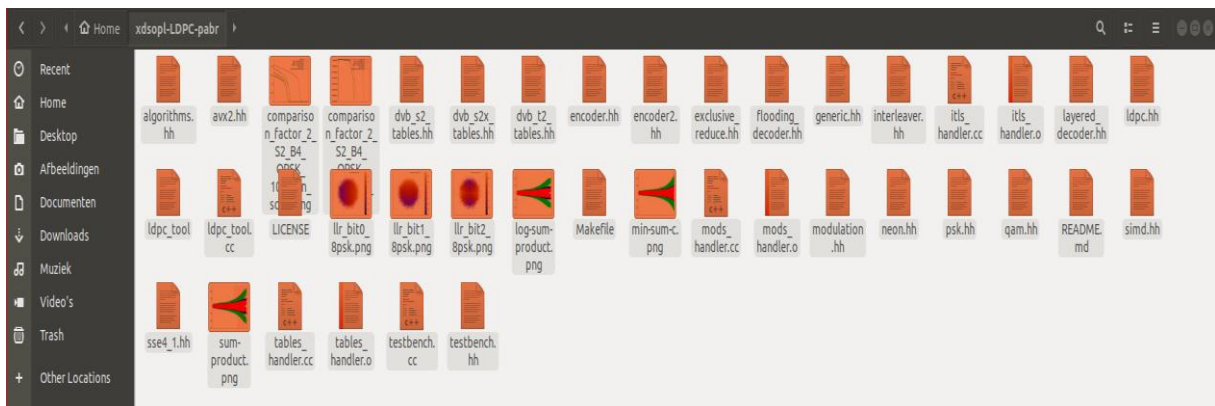 Home
xdsopl-LDPC-pabr
Recent
Home
Desktop
Afbeeldingen
Documenten
Downloads
Muziek
Video's
Trash
Other Locations
algorithms.
hh
avx2.hh
compariso
n_factor_2_
S2_B4_
QPSK_
compariso
n_factor_2_
S2_B4_
QPSK_
dvb_s2_
tables.hh
dvb_s2x_
tables.hh
dvb_t2_
tables.hh
encoder.hh
encoder2.
hh
exclusive_
reduce.hh
flooding_
decoder.hh
generic.hh
interleaver.
hh
C++
itls_
handler.cc
itls_
handler.o
layered_
decoder.hh
ldpc.hh
ldpc_tool
C++
ldpc_tool.
cc
LICENSE
llr_bit0_
8psk.png
llr_bit1_
8psk.png
llr_bit2_
8psk.png
log-sum-
product.
png
Makefile
min-sum-c.
png
C++
mods_
handler.cc
mods_
handler.o
modulation
.hh
neon.hh
psk.hh
qam.hh
README.
md
simd.hh
sse4_1.hh
sum-
product.
png
C++
tables_
handler.cc
tables_
handler.o
C++
testbench.
cc
testbench.
hh